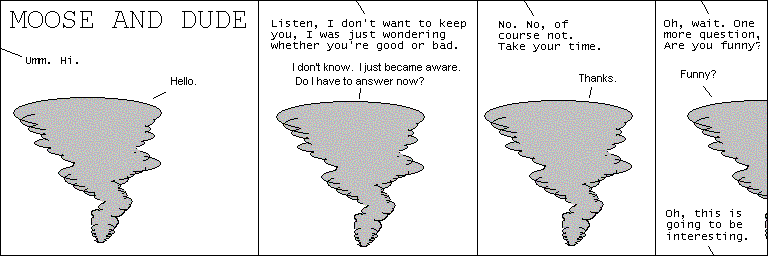 MOOSE AND DUDE
Umm. Hi.
Hello.
Listen, I don't want to keep
you, I was just wondering
whether you're good or bad.
I don't know. I just became aware.
Do I have to answer now?
No. No, of
course not.
Take your time.
Thanks.
Oh, wait. One
more question,
Are you funny?
Funny?
Oh, this is
going to be
interesting.